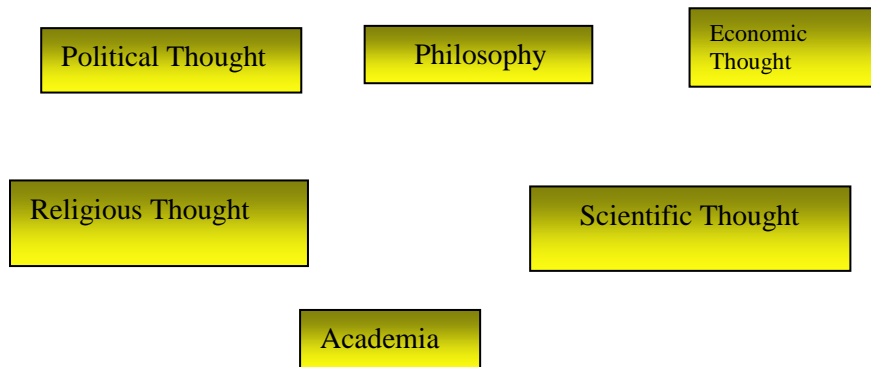 Political Thought
Philosophy
Economic
Thought
Religious Thought
Scientific Thought
Academia